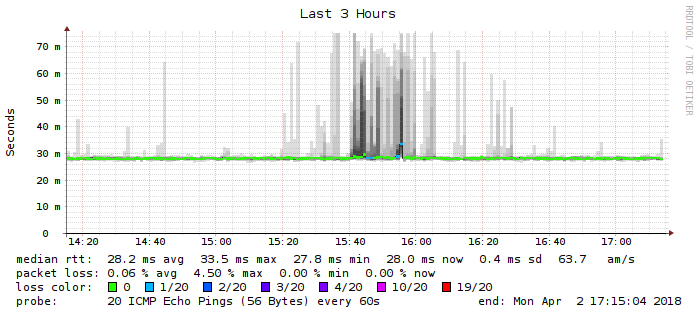 Last 3 Hours
RRDTOOL / TOBI OETIKER
Seconds
70 m
60 m
50 m
40 m
30 m
20 m
10 m
0
14:20 14:40 15:00 15:20 15:40 16:00 16:20 16:40 17:00
median rtt: 28.2 ms avg 33.5 ms max 27.8 ms min 28.0 ms now 0.4 ms sd 63.7 am/s
packet loss: 0.06 % avg 4.50 % max 0.00 % min 0.00 % now
loss color: 0 1/20 2/20 3/20 4/20 10/20 19/20
probe: 20 ICMP Echo Pings (56 Bytes) every 60s end: Mon Apr 2 17:15:04 2018